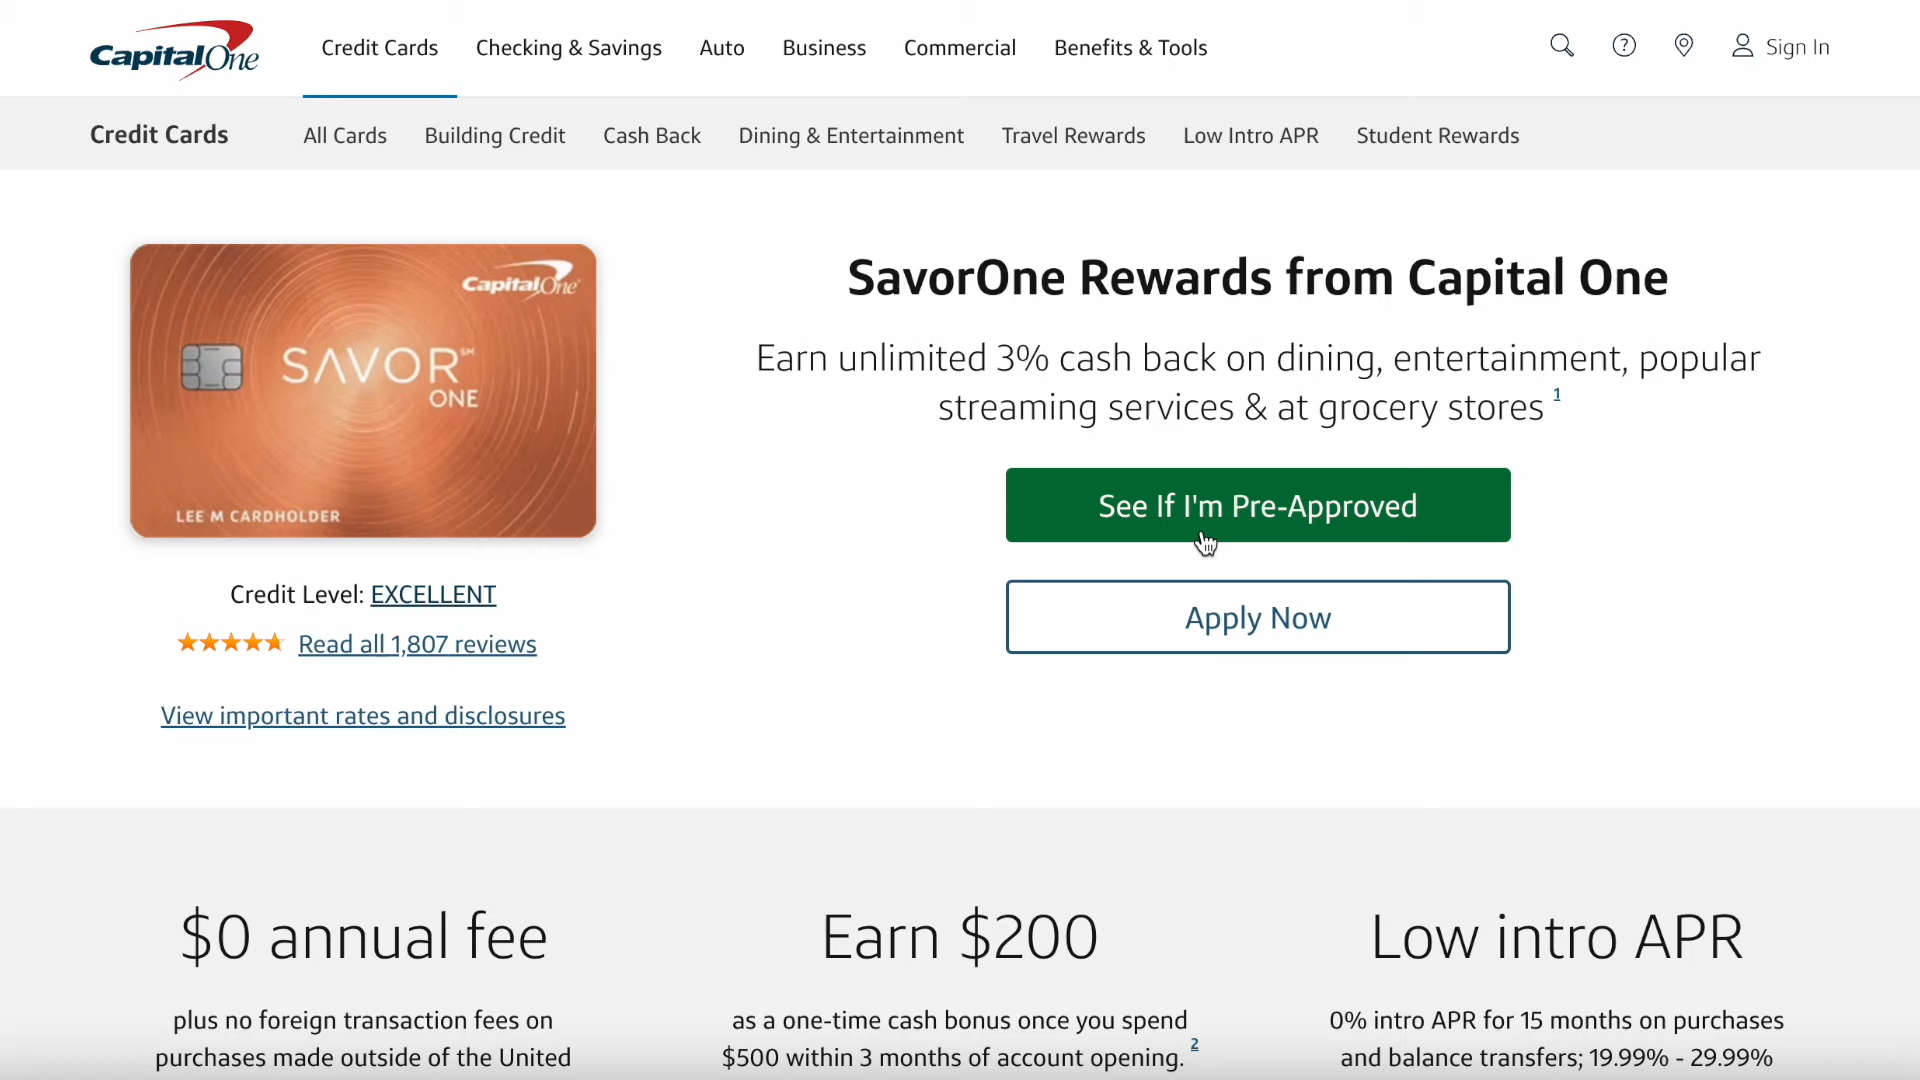 CapitalOne
Credit Cards Checking & Savings Auto Business Commercial Benefits & Tools Sign In
Credit Cards All Cards Building Credit Cash Back Dining & Entertainment Travel Rewards Low Intro APR Student Rewards
CapitalOne
SAVOR℠
ONE
LEE M CARDHOLDER
Credit Level: EXCELLENT
Read all 1,807 reviews
View important rates and disclosures
SavorOne Rewards from Capital One
Earn unlimited 3% cash back on dining, entertainment, popular
streaming services & at grocery stores 1
See If I'm Pre-Approved
Apply Now
$0 annual fee
plus no foreign transaction fees on
purchases made outside of the United
Earn $200
as a one-time cash bonus once you spend
$500 within 3 months of account opening. 2
Low intro APR
0% intro APR for 15 months on purchases
and balance transfers; 19.99% - 29.99%